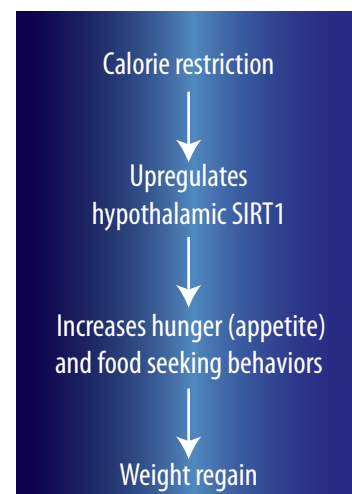 Calorie restriction
Upregulates
hypothalamic SIRT1
Increases hunger (appetite)
and food seeking behaviors
Weight regain